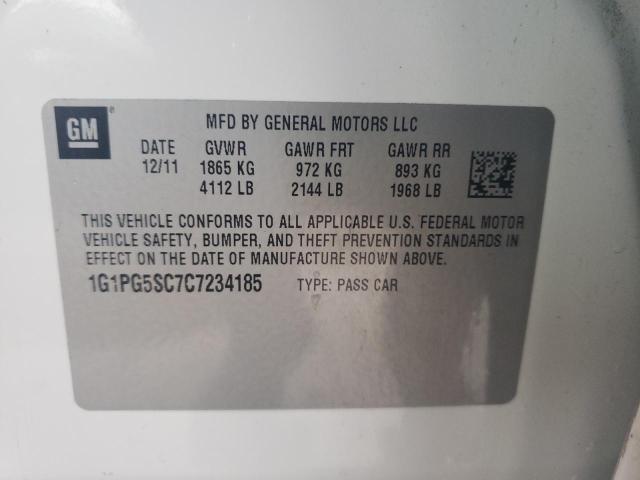 GM
®
MFD BY GENERAL MOTORS LLC
DATE GVWR GAWR FRT GAWR RR
12/11 1865 KG 972 KG 893 KG
4112 LB 2144 LB 1968 LB
THIS VEHICLE CONFORMS TO ALL APPLICABLE U.S. FEDERAL MOTOR
VEHICLE SAFETY, BUMPER, AND THEFT PREVENTION STANDARDS IN
EFFECT ON THE DATE OF MANUFACTURE SHOWN ABOVE.
1G1PG5SC7C7234185 TYPE: PASS CAR